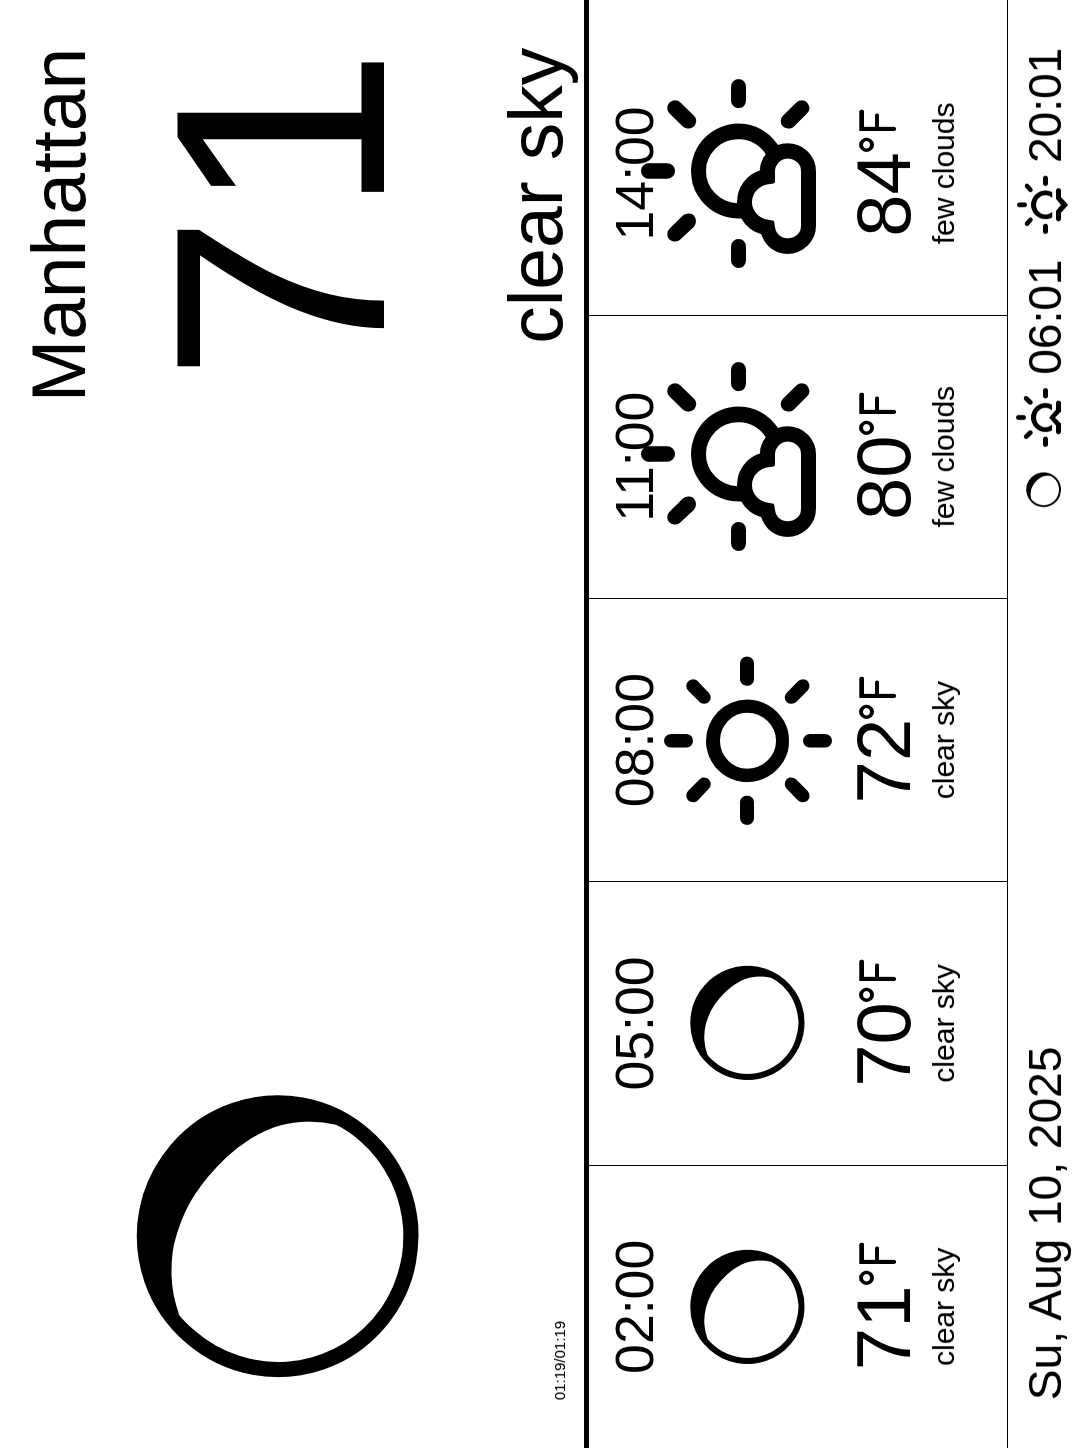 Manhattan
71
clear sky
01:19/01:19
02:00
71°F
clear sky
05:00
70°F
clear sky
08:00
72°F
clear sky
11:00
80°F
few clouds
14:00
84°F
few clouds
Su, Aug 10, 2025
06:01 20:01